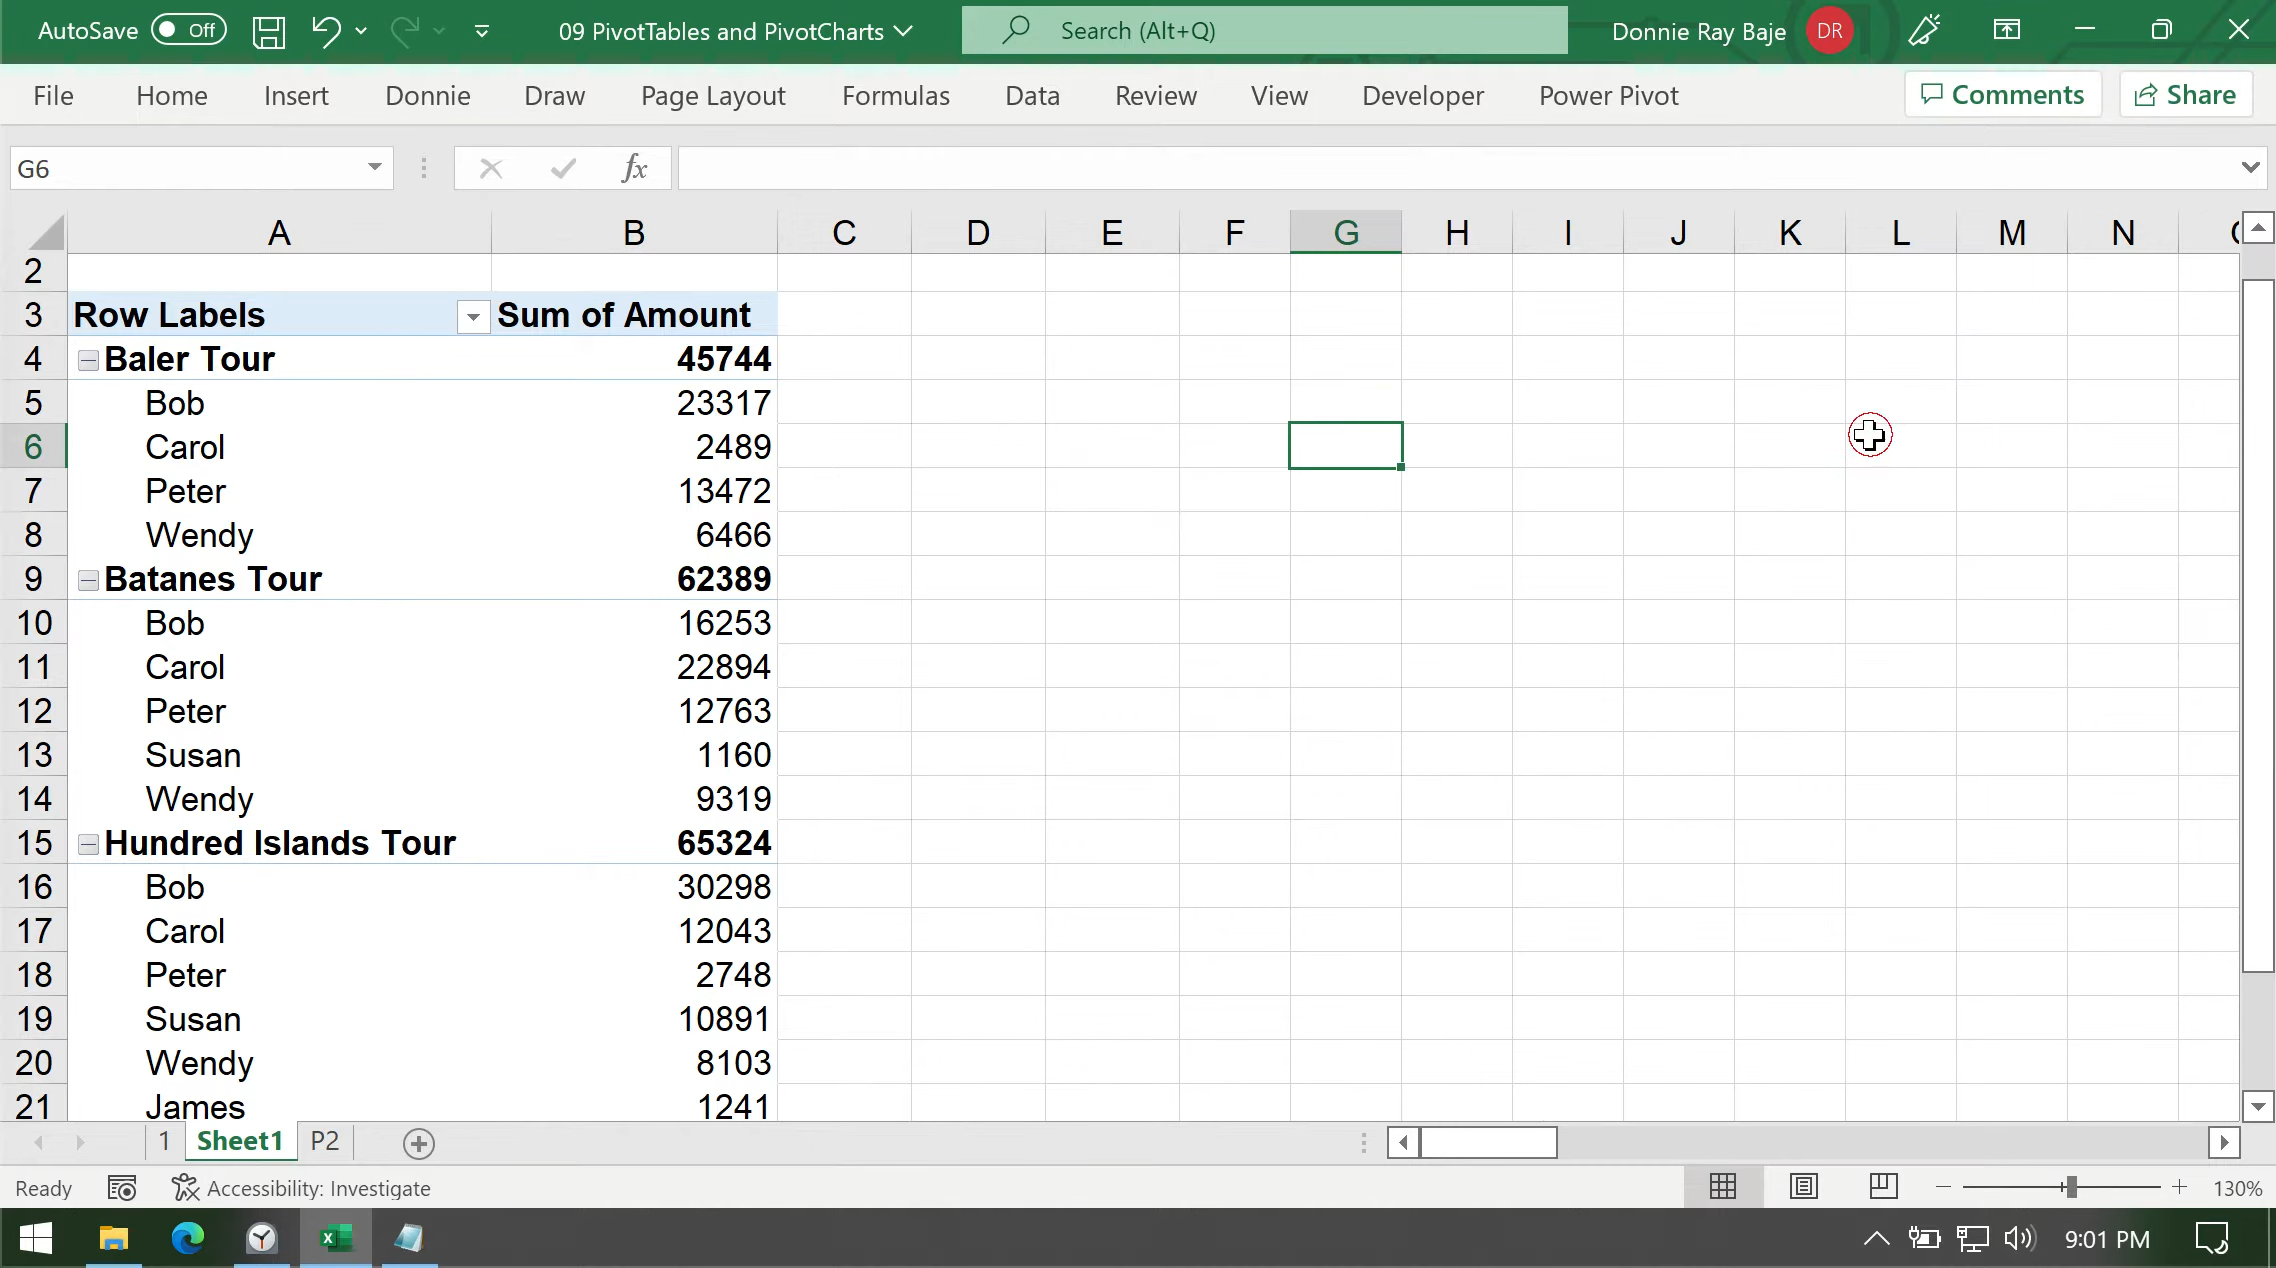 AutoSave Off 09 PivotTables and PivotCharts Search (Alt+Q) Donnie Ray Baje DR
File Home Insert Donnie Draw Page Layout Formulas Data Review View Developer Power Pivot Comments Share
G6 fx
A B C D E F G H I J K L M N
2
3 Row Labels Sum of Amount
4 Baler Tour 45744
5 Bob 23317
6 Carol 2489
7 Peter 13472
8 Wendy 6466
9 Batanes Tour 62389
10 Bob 16253
11 Carol 22894
12 Peter 12763
13 Susan 1160
14 Wendy 9319
15 Hundred Islands Tour 65324
16 Bob 30298
17 Carol 12043
18 Peter 2748
19 Susan 10891
20 Wendy 8103
21 James 1241
1 Sheet1 P2
Ready Accessibility: Investigate 130%
9:01 PM